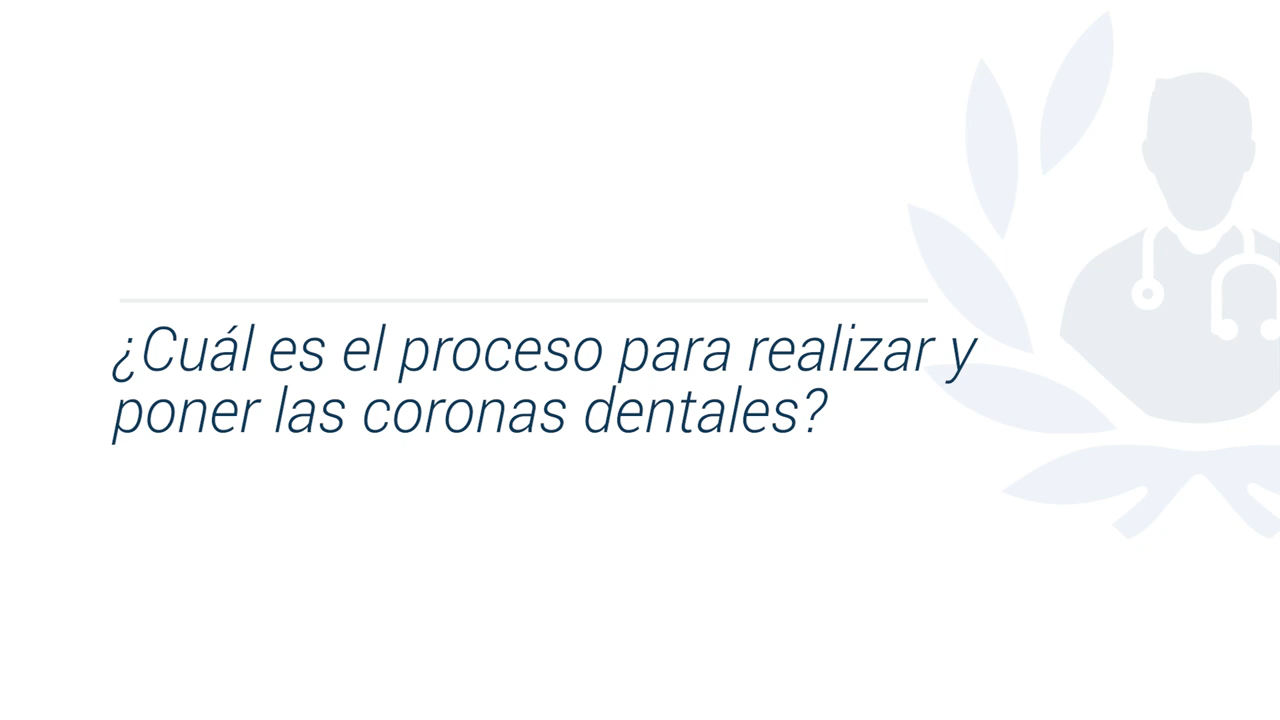 ¿Cuál es el proceso para realizar y
poner las coronas dentales?